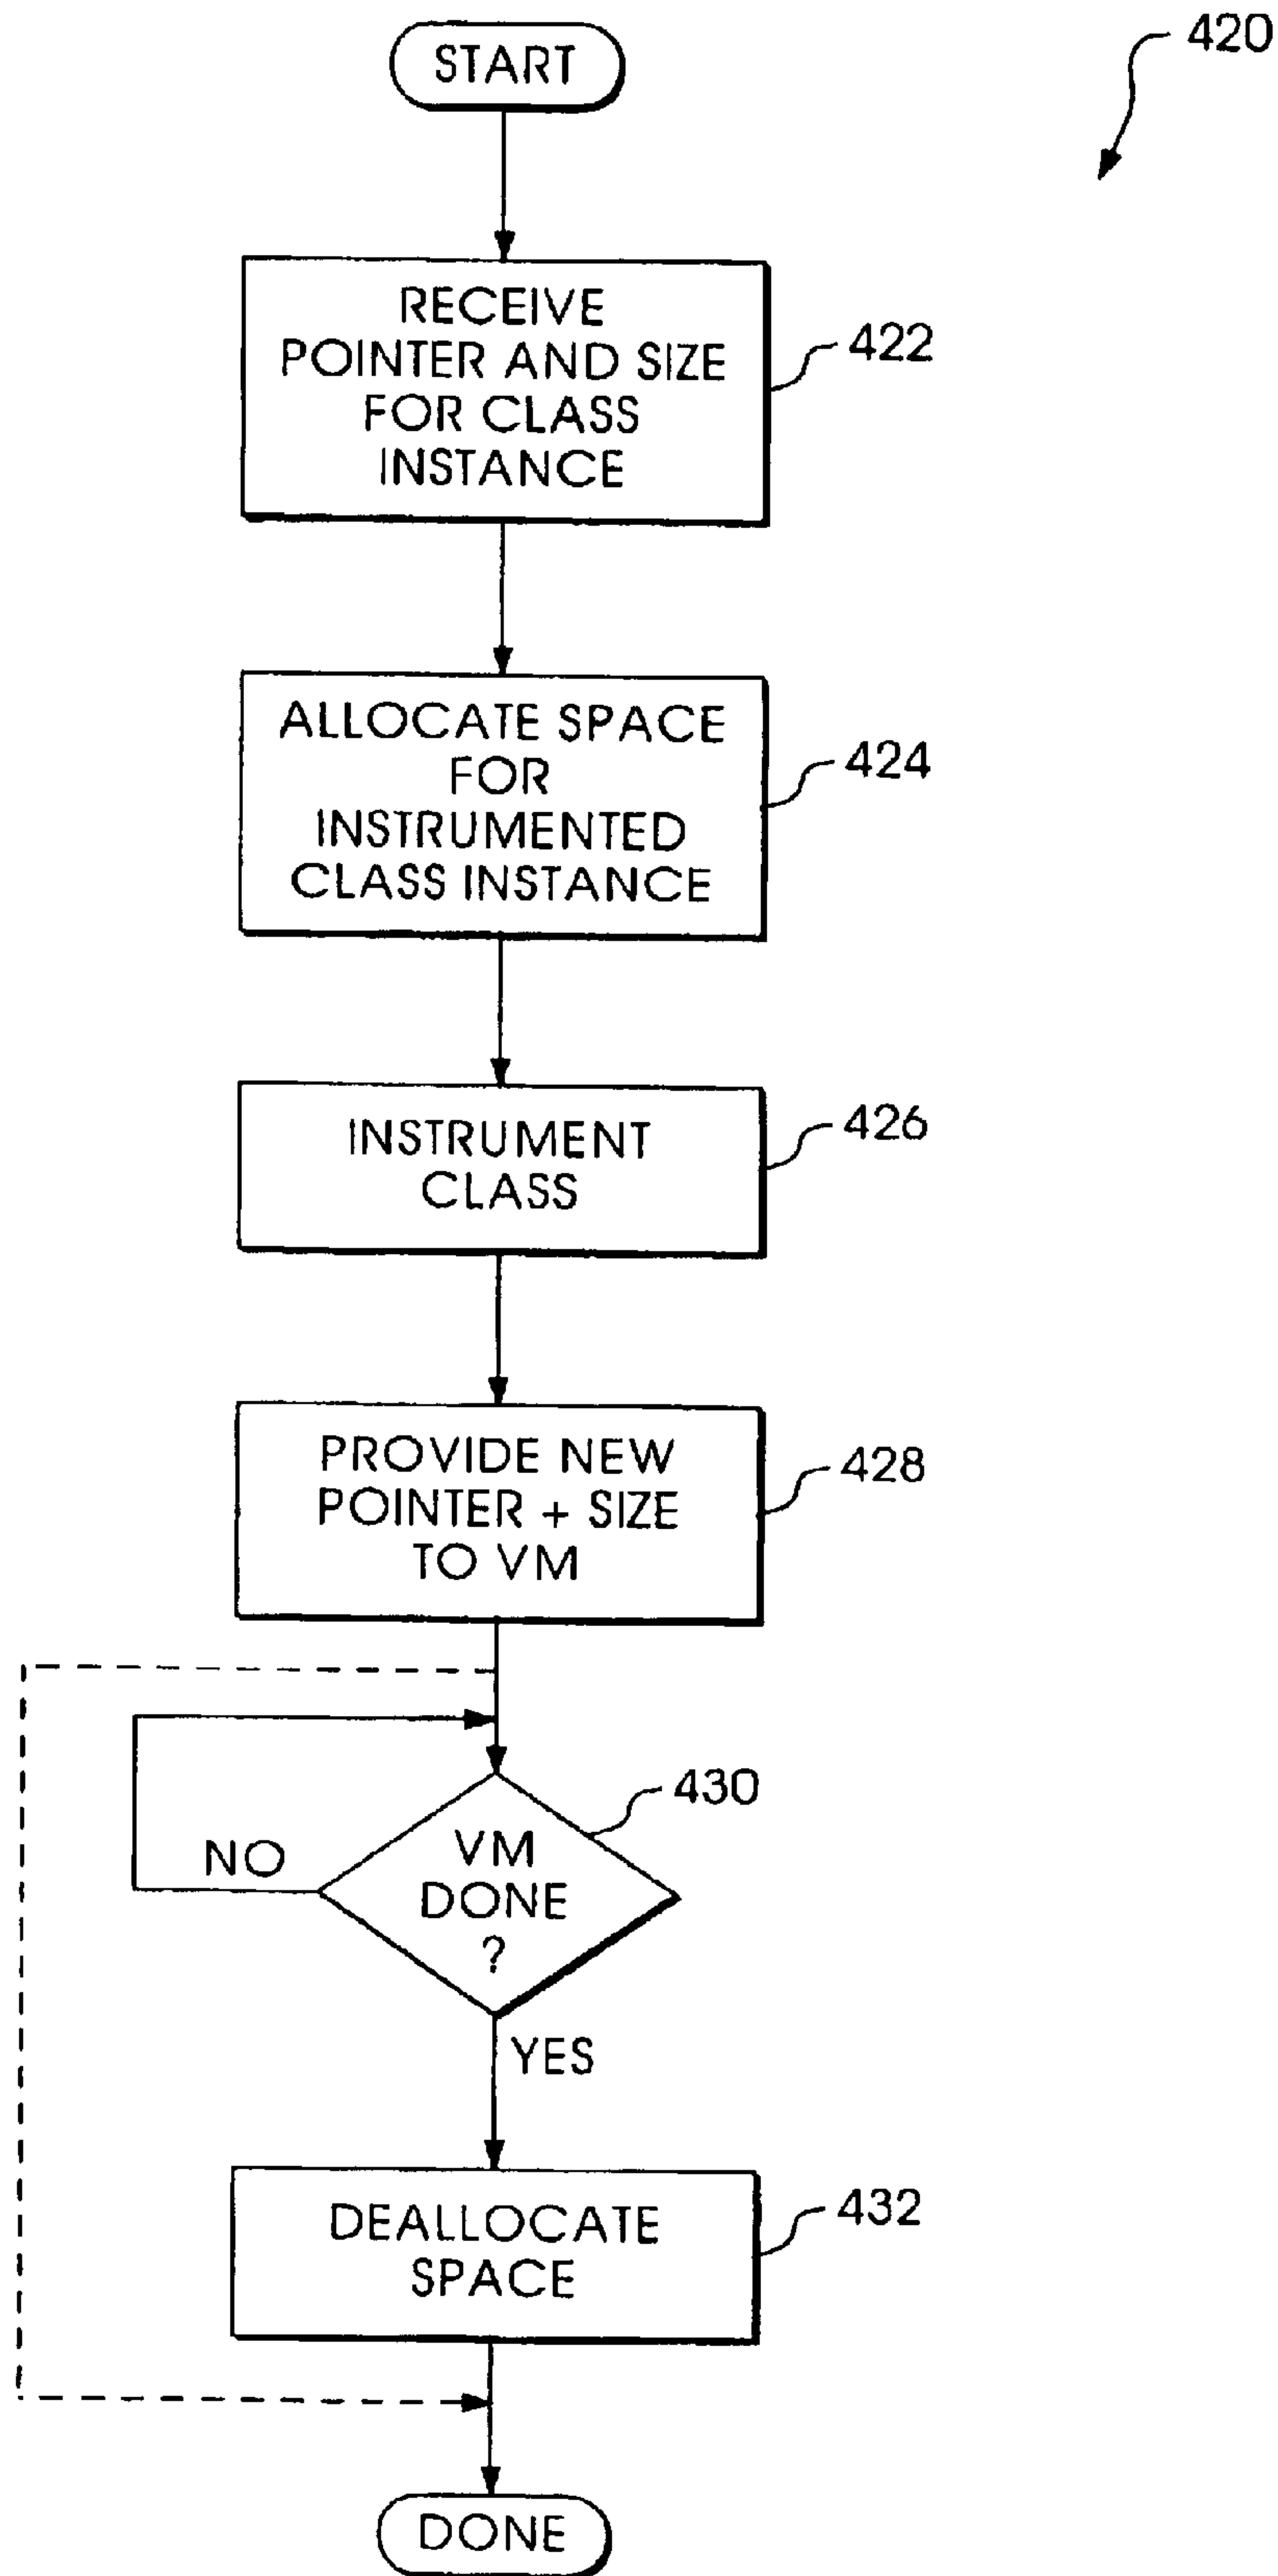 START
420
RECEIVE
POINTER AND SIZE
FOR CLASS
INSTANCE
422
ALLOCATE SPACE
FOR
INSTRUMENTED
CLASS INSTANCE
424
INSTRUMENT
CLASS
426
PROVIDE NEW
POINTER + SIZE
TO VM
428
430
VM
DONE
?
NO
YES
DEALLOCATE
SPACE
432
DONE